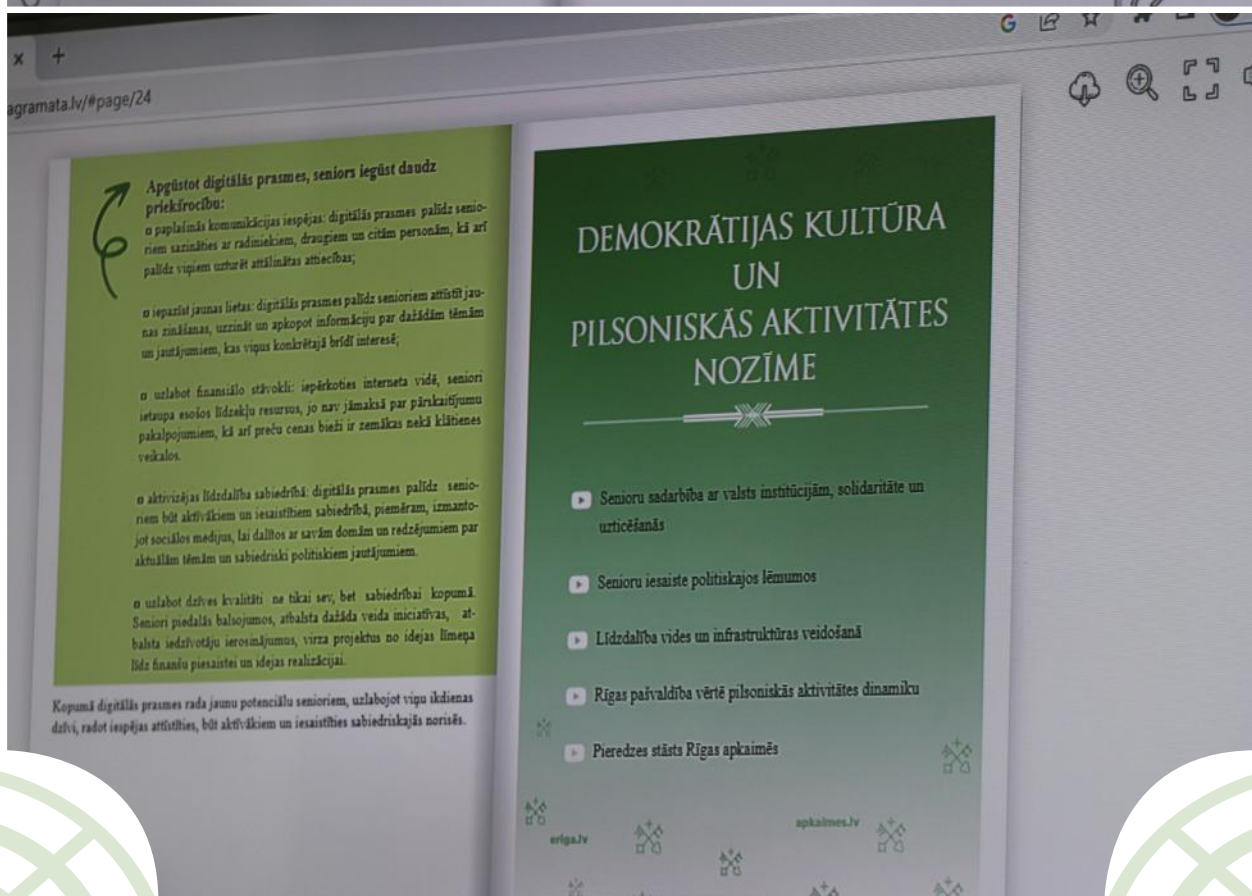 agramata.lv/#page/24
Apgūstot digitālās prasmes, seniors iegūst daudz
priekšrocību:
¤ paplašinās komunikācijas iespējas: digitālās prasmes palīdz senio-
riem sazināties ar radiniekiem, draugiem un citām personām, kā arī
palīdz viņiem uzturēt attālinātas attiecības;
¤ iepazīst jaunas lietas: digitālās prasmes palīdz senioriem attīstīt jau-
nas zināšanas, uzzināt un apkopot informāciju par dažādām tēmām
un jautājumiem, kas viņus konkrētajā brīdī interesē;
¤ uzlabot finansiālo stāvokli: iepērkoties interneta vidē, seniori
ietaupa esošos līdzekļu resursus, jo nav jāmaksā par pārskaitījumu
pakalpojumiem, kā arī preču cenas bieži ir zemākas nekā klātienes
veikalos.
¤ aktivizējas līdzdalība sabiedrībā: digitālās prasmes palīdz senio-
riem būt aktīvākiem un iesaistītiem sabiedrībā, piemēram, izmanto-
jot sociālos medijus, lai dalītos ar savām domām un redzējumiem par
aktuālām tēmām un sabiedriski politiskiem jautājumiem.
¤ uzlabot dzīves kvalitāti ne tikai sev, bet sabiedrībai kopumā.
Seniori piedalās balsojumos, atbalsta dažāda veida iniciatīvas, at-
balsta iedzīvotāju ierosinājumus, virza projektus no idejas līmeņa
līdz finanšu piesaistei un idejas realizācijai.
Kopumā digitālās prasmes rada jaunu potenciālu senioriem, uzlabojot viņu ikdienas
dzīvi, radot iespējas attīstīties, būt aktīvākiem un iesaistīties sabiedriskajās norisēs.
DEMOKRĀTIJAS KULTŪRA
UN
PILSONISKĀS AKTIVITĀTES
NOZĪME
Senioru sadarbība ar valsts institūcijām, solidaritāte un
uzticēšanās
Senioru iesaiste politiskajos lēmumos
Līdzdalība vides un infrastruktūras veidošanā
Rīgas pašvaldība vērtē pilsoniskās aktivitātes dinamiku
Pieredzes stāsts Rīgas apkaimēs
eriga.lv
apkaimes.lv